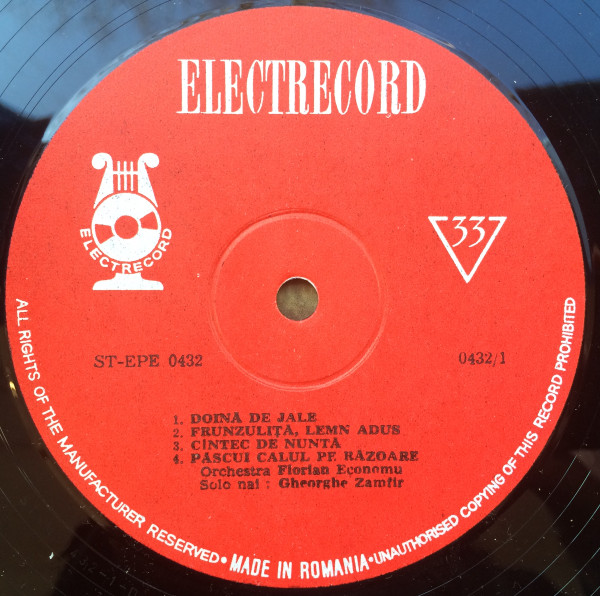 ELECTRECORD
ELECTRECORD
33
ST-EPE 0432
0432/1
1. DOINĂ DE JALE
2. FRUNZULIȚA, LEMN ADUS
3. CÎNTEC DE NUNTĂ
4. PĂSCUI CALUL PE RĂZOARE
Orchestra Florian Economu
Solo nai : Gheorghe Zamfir
ALL RIGHTS OF THE MANUFACTURER RESERVED • MADE IN ROMANIA • UNAUTHORISED COPYING OF THIS RECORD PROHIBITED